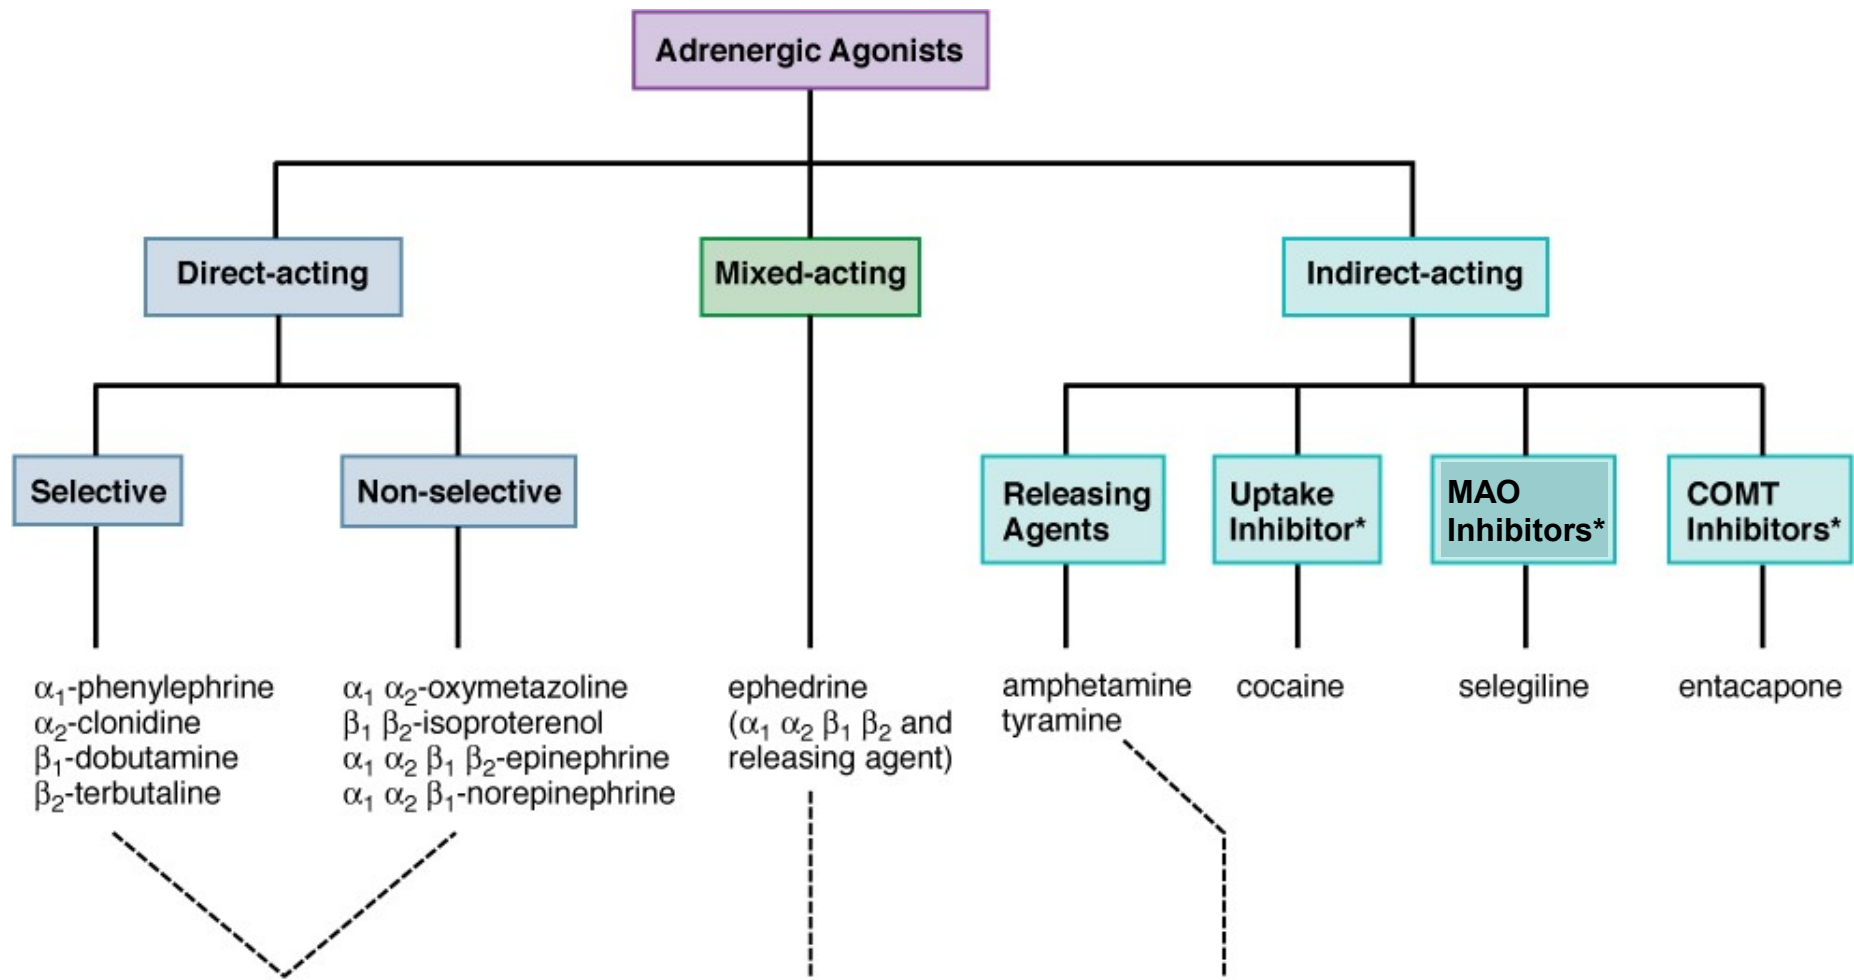 Adrenergic Agonists
Direct-acting
Mixed-acting
Indirect-acting
Selective
Non-selective
Releasing
Agents
Uptake
Inhibitor*
MAO
Inhibitors*
COMT
Inhibitors*
α₁-phenylephrine
α₂-clonidine
β₁-dobutamine
β₂-terbutaline
α₁ α₂-oxymetazoline
β₁ β₂-isoproterenol
α₁ α₂ β₁ β₂-epinephrine
α₁ α₂ β₁-norepinephrine
ephedrine
(α₁ α₂ β₁ β₂ and
releasing agent)
amphetamine
tyramine
cocaine
selegiline
entacapone